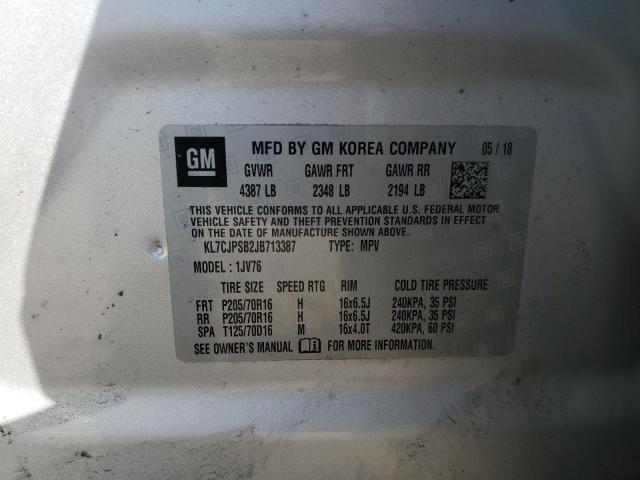 GM MFD BY GM KOREA COMPANY 05 / 18
GVWR GAWR FRT GAWR RR
4387 LB 2348 LB 2194 LB
THIS VEHICLE CONFORMS TO ALL APPLICABLE U.S. FEDERAL MOTOR
VEHICLE SAFETY AND THEFT PREVENTION STANDARDS IN EFFECT ON
THE DATE OF MANUFACTURE SHOWN ABOVE.
KL7CJPSB2JB713387 TYPE: MPV
MODEL : 1JV76
TIRE SIZE SPEED RTG RIM COLD TIRE PRESSURE
FRT P205/70R16 H 16x6.5J 240KPA, 35 PSI
RR P205/70R16 H 16x6.5J 240KPA, 35 PSI
SPA T125/70D16 M 16x4.0T 420KPA, 60 PSI
SEE OWNER'S MANUAL FOR MORE INFORMATION.